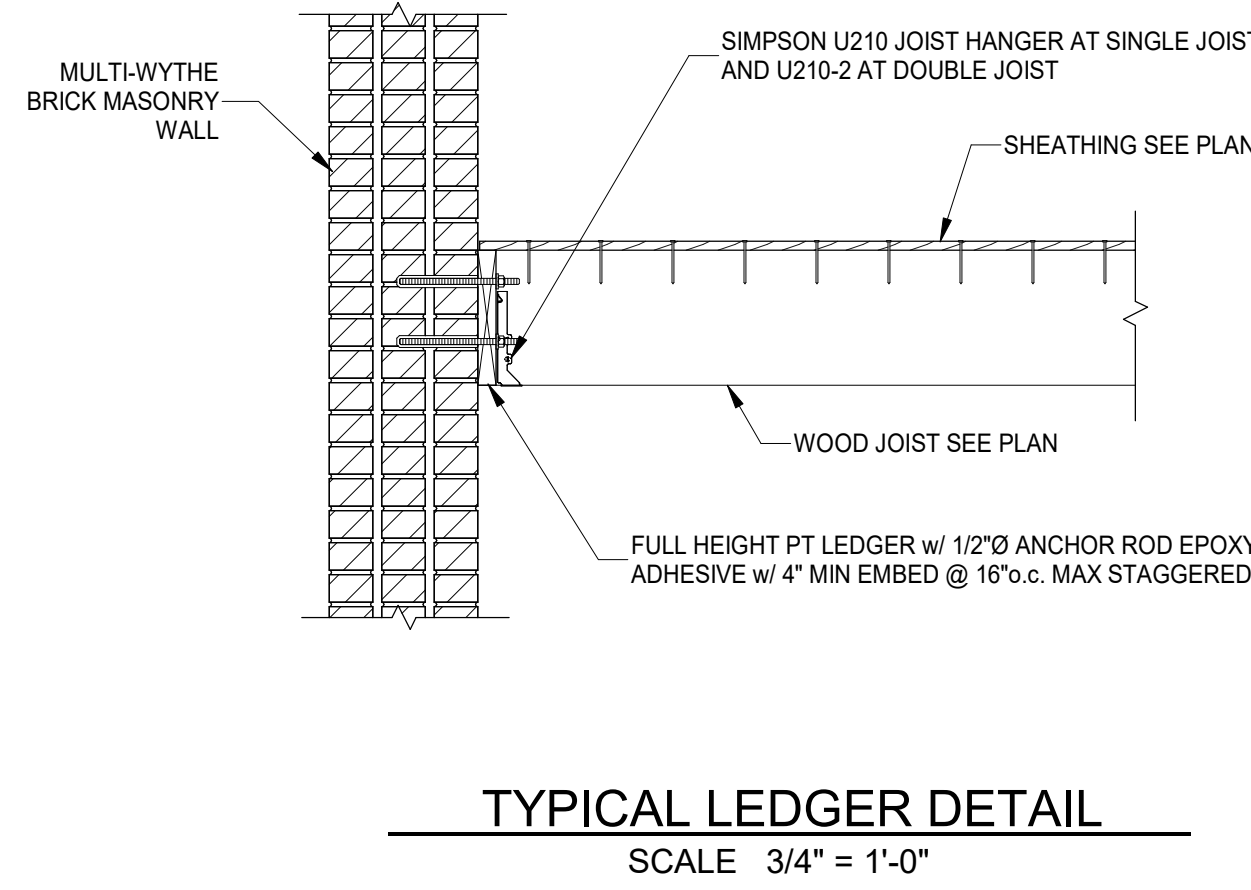 SIMPSON U210 JOIST HANGER AT SINGLE JOIST
AND U210-2 AT DOUBLE JOIST
MULTI-WYTHE
BRICK MASONRY
WALL
SHEATHING SEE PLAN
WOOD JOIST SEE PLAN
FULL HEIGHT PT LEDGER w/ 1/2"Ø ANCHOR ROD EPOXY
ADHESIVE w/ 4" MIN EMBED @ 16"o.c. MAX STAGGERED
TYPICAL LEDGER DETAIL
SCALE 3/4" = 1'-0"